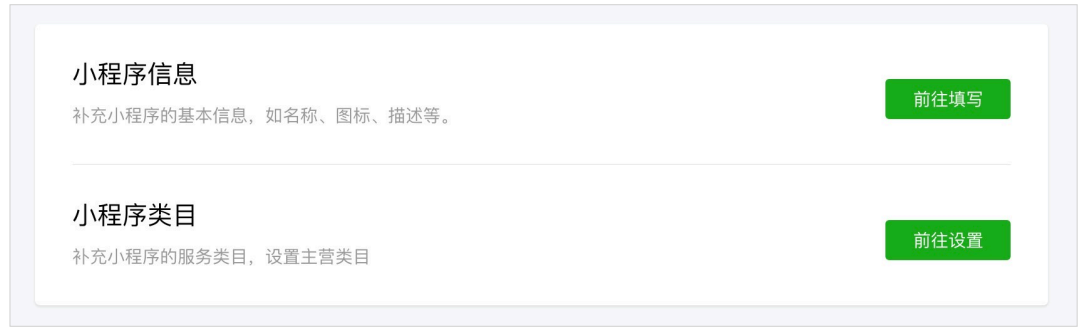 小程序信息
补充小程序的基本信息，如名称、图标、描述等。
前往填写
小程序类目
补充小程序的服务类目，设置主营类目
前往设置